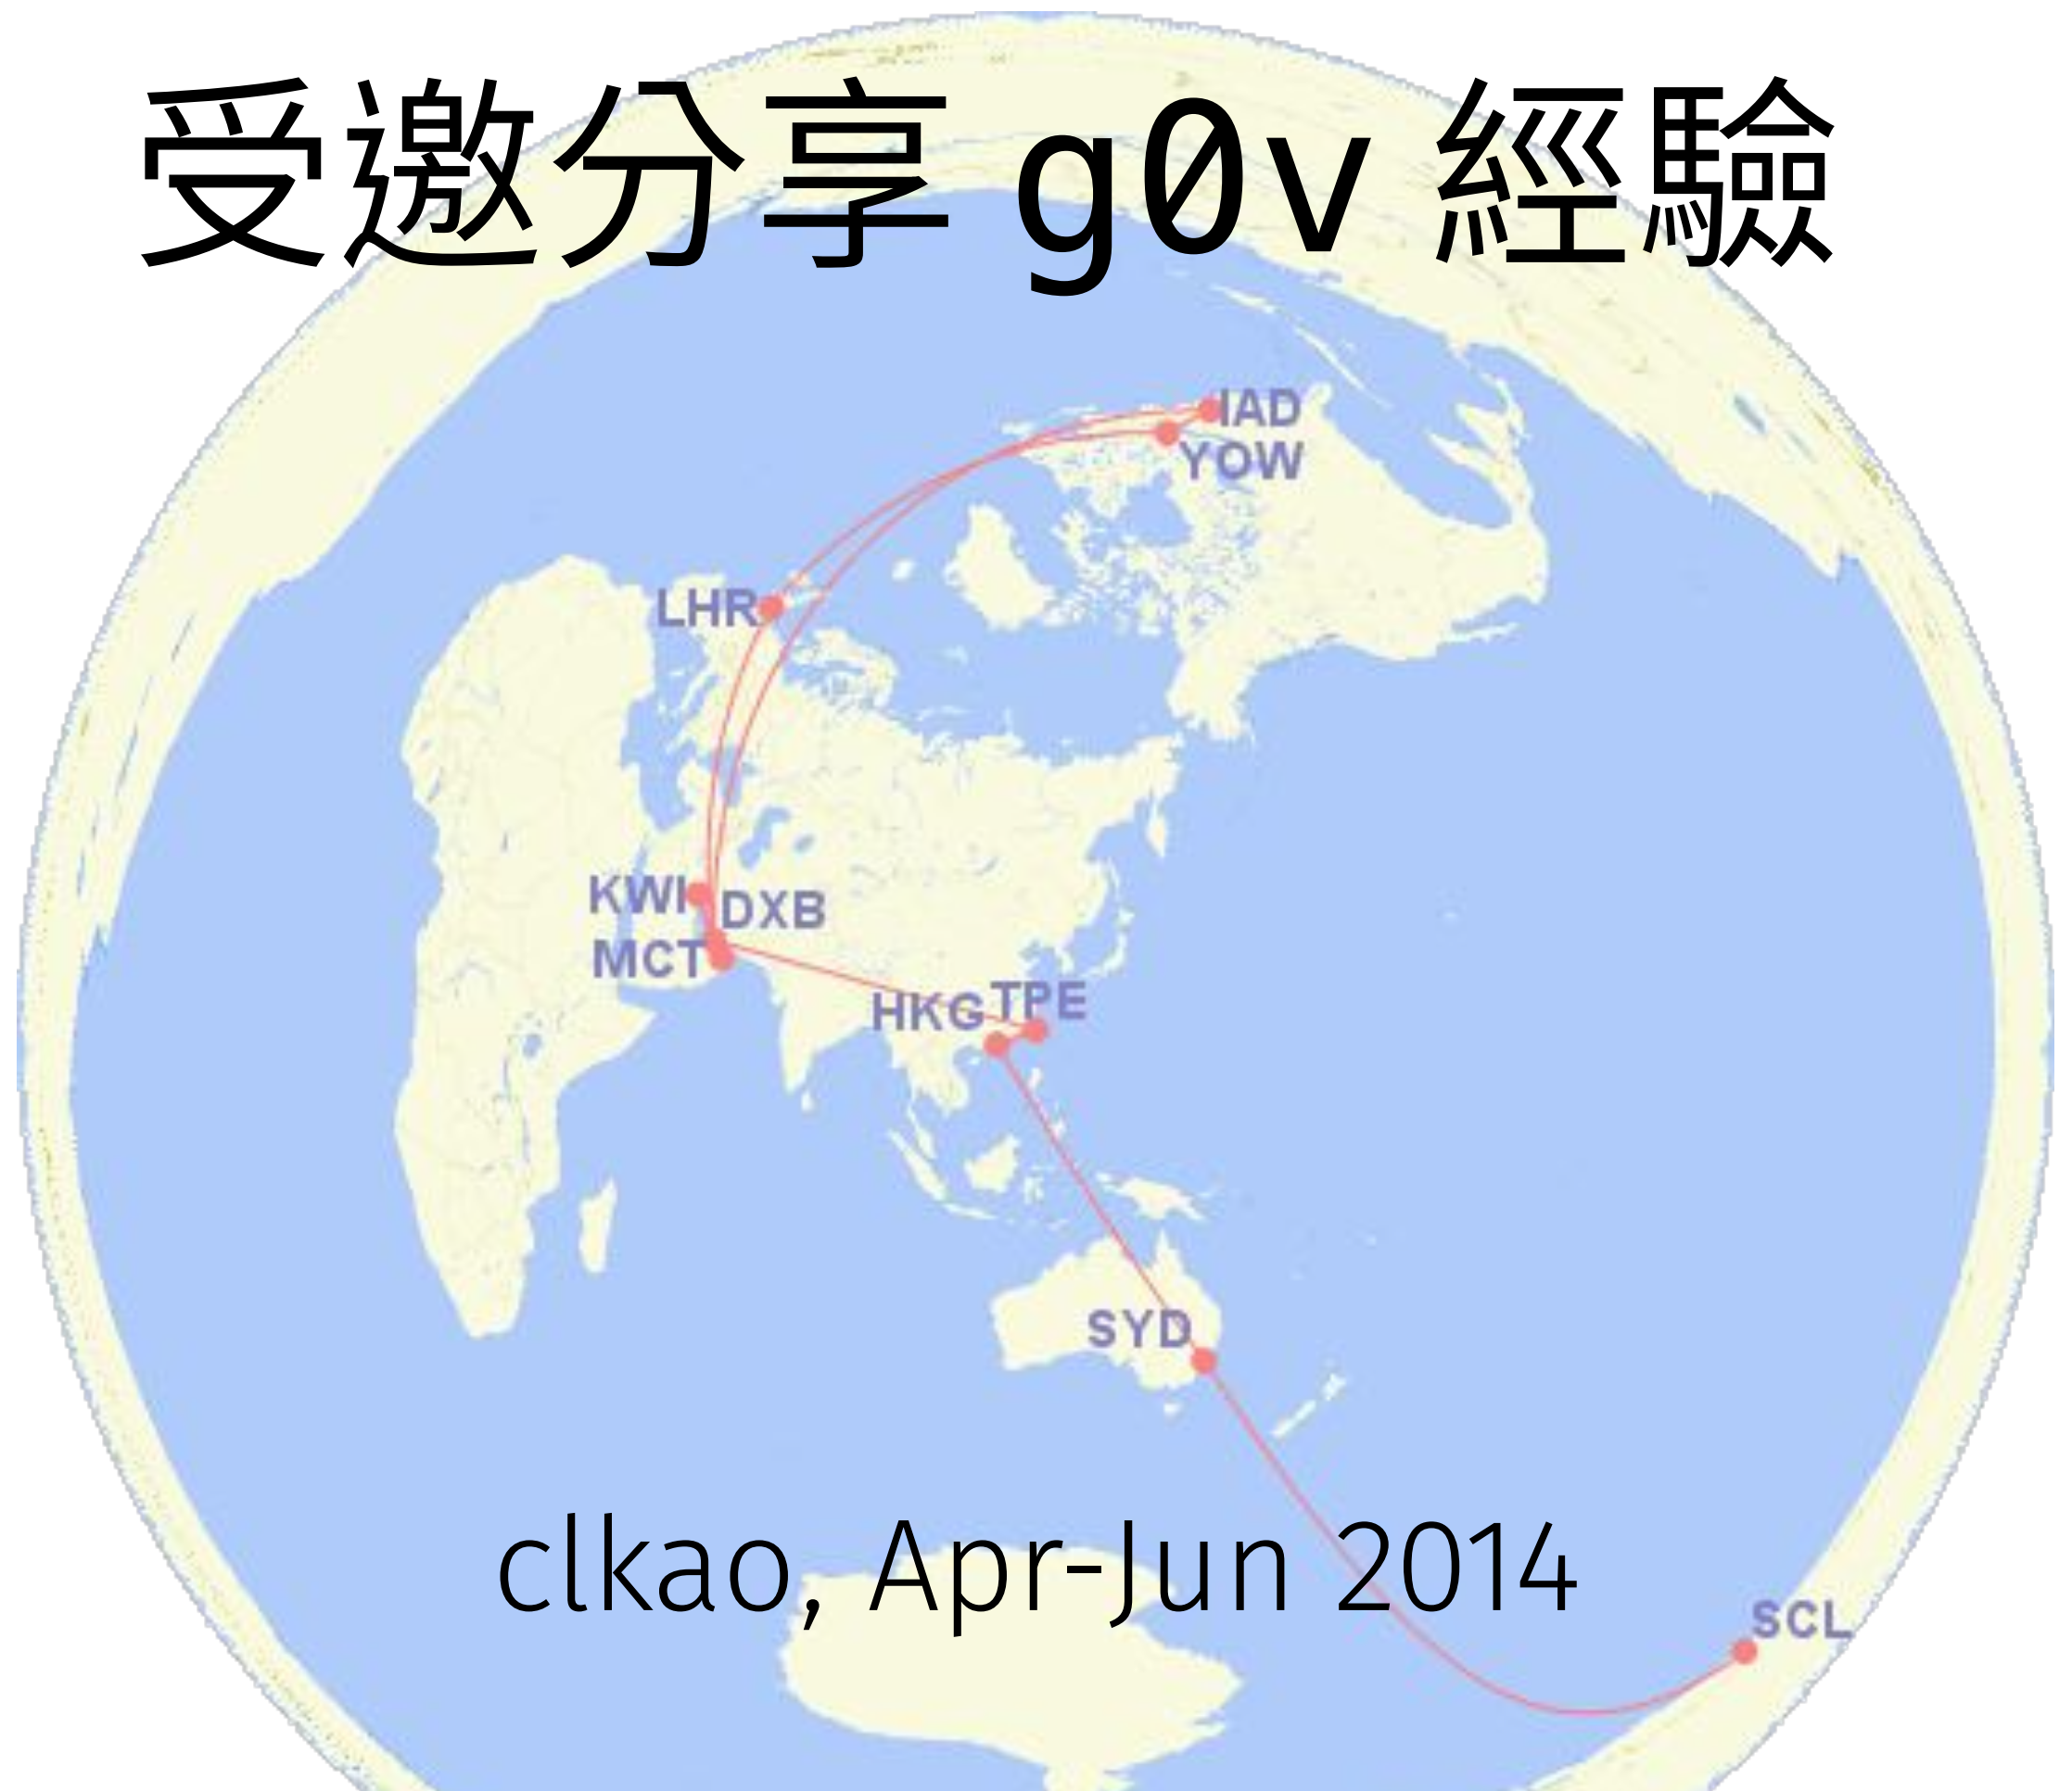 受邀分享 g0v 經驗
IAD
YOW
LHR
KWI DXB
MCT
HKG TPE
SYD
clkao, Apr-Jun 2014
SCL